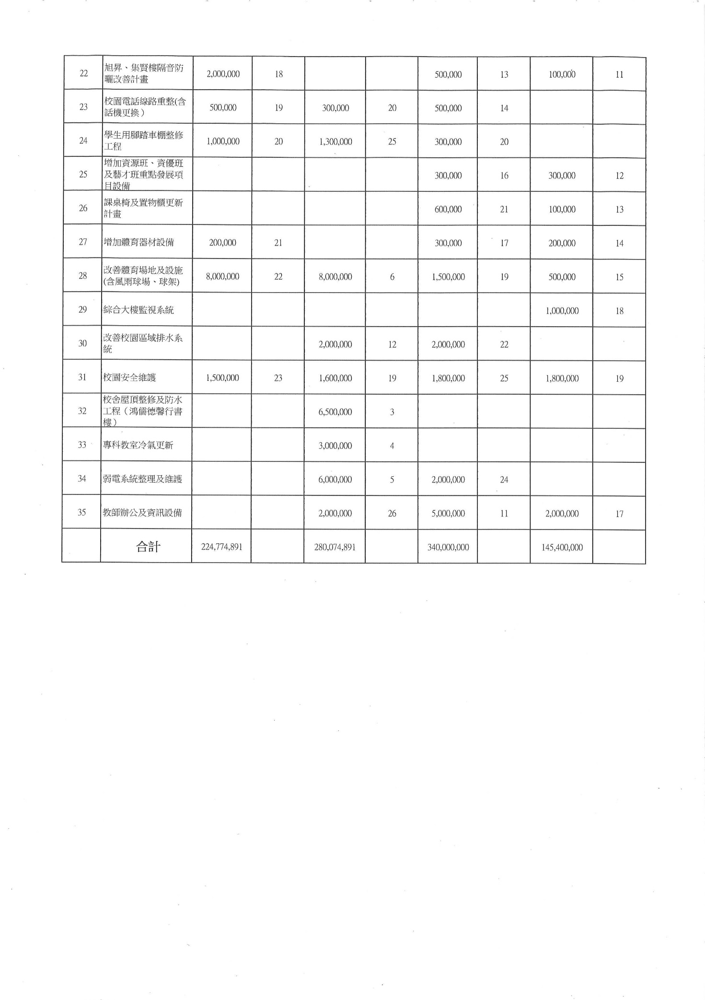 22 旭昇、集賢樓隔音防 2,000,000 18 500,000 13 100,000 11
曬改善計畫
23 校園電話線路重整(含 500,000 19 300,000 20 500,000 14
話機更換）
24 學生用腳踏車棚整修 1,000,000 20 1,300,000 25 300,000 20
工程
25 增加資源班、資優班 300,000 16 300,000 12
及藝才班重點發展項
目設備
26 課桌椅及置物櫃更新 600,000 21 100,000 13
計畫
27 增加體育器材設備 200,000 21 300,000 17 200,000 14
28 改善體育場地及設施 8,000,000 22 8,000,000 6 1,500,000 19 500,000 15
(含風雨球場、球架)
29 綜合大樓監視系統 1,000,000 18
30 改善校園區域排水系 2,000,000 12 2,000,000 22
統
31 校園安全維護 1,500,000 23 1,600,000 19 1,800,000 25 1,800,000 19
32 校舍屋頂整修及防水 6,500,000 3
工程（鴻儒德馨行書
樓）
33 專科教室冷氣更新 3,000,000 4
34 弱電系統整理及維護 6,000,000 5 2,000,000 24
35 教師辦公及資訊設備 2,000,000 26 5,000,000 11 2,000,000 17
合計 224,774,891 280,074,891 340,000,000 145,400,000